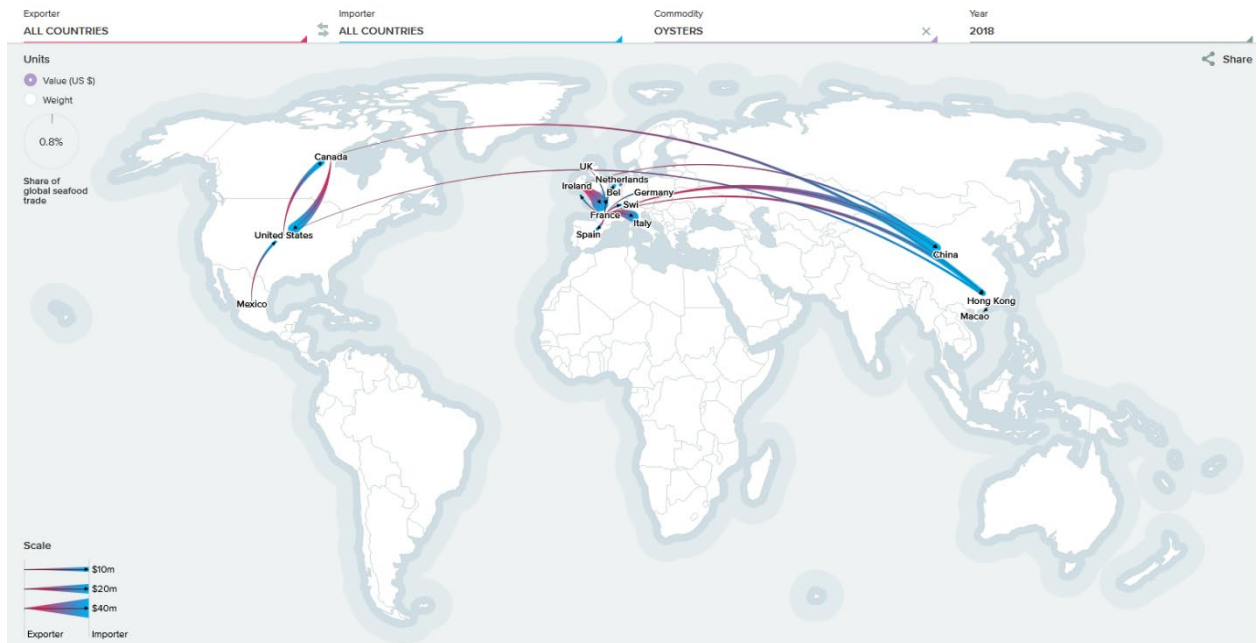 Exporter
ALL COUNTRIES
Importer
ALL COUNTRIES
Commodity
OYSTERS
Year
2018
Units
Value (US $)
Weight
0.8%
Share of
global seafood
trade
Share
Canada
United States
Mexico
UK
Netherlands
Ireland
Bel
Germany
Swi
France
Italy
Spain
China
Hong Kong
Macao
Scale
$10m
$20m
$40m
Exporter
Importer